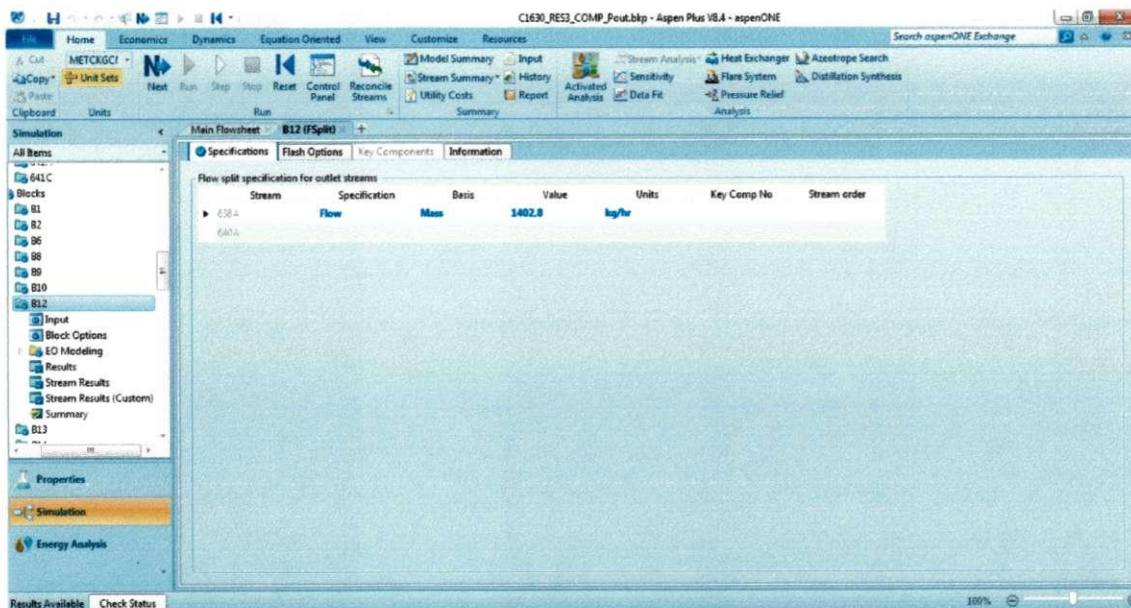 C1630_RES3_COMP_Pout.bkp - Aspen Plus V8.4 - aspenONE
File Home Economics Dynamics Equation Oriented View Customize Resources Search aspenONE Exchange
Cut METCKGC Model Summary Input Stream Analysis Heat Exchanger Azeotrope Search
Copy Unit Sets Next Run Step Stop Reset Control Panel Reconcile Streams Stream Summary History Activated Analysis Sensitivity Flare System Distillation Synthesis
Paste Utility Costs Report Data Fit Pressure Relief
Clipboard Units Run Summary Analysis
Simulation Main Flowsheet B12 (FSplit)
All Items Specifications Flash Options Key Components Information
641C
Blocks
B1
B2
B6
B8
B9
B10
B12
Input
Block Options
EO Modeling
Results
Stream Results
Stream Results (Custom)
Summary
B13
Flow split specification for outlet streams
Stream Specification Basis Value Units Key Comp No Stream order
638A Flow Mass 1402.8 kg/hr
640A
Properties
Simulation
Energy Analysis
Results Available Check Status 100%